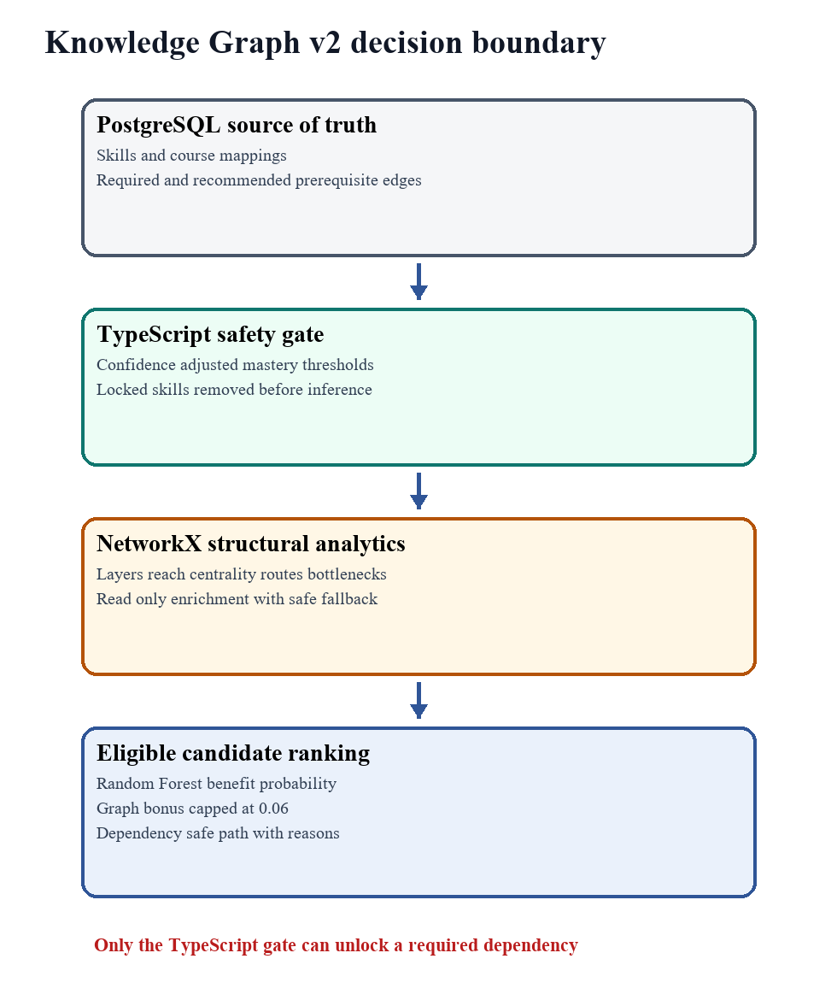 Knowledge Graph v2 decision boundary
PostgreSQL source of truth
Skills and course mappings
Required and recommended prerequisite edges
TypeScript safety gate
Confidence adjusted mastery thresholds
Locked skills removed before inference
NetworkX structural analytics
Layers reach centrality routes bottlenecks
Read only enrichment with safe fallback
Eligible candidate ranking
Random Forest benefit probability
Graph bonus capped at 0.06
Dependency safe path with reasons
Only the TypeScript gate can unlock a required dependency